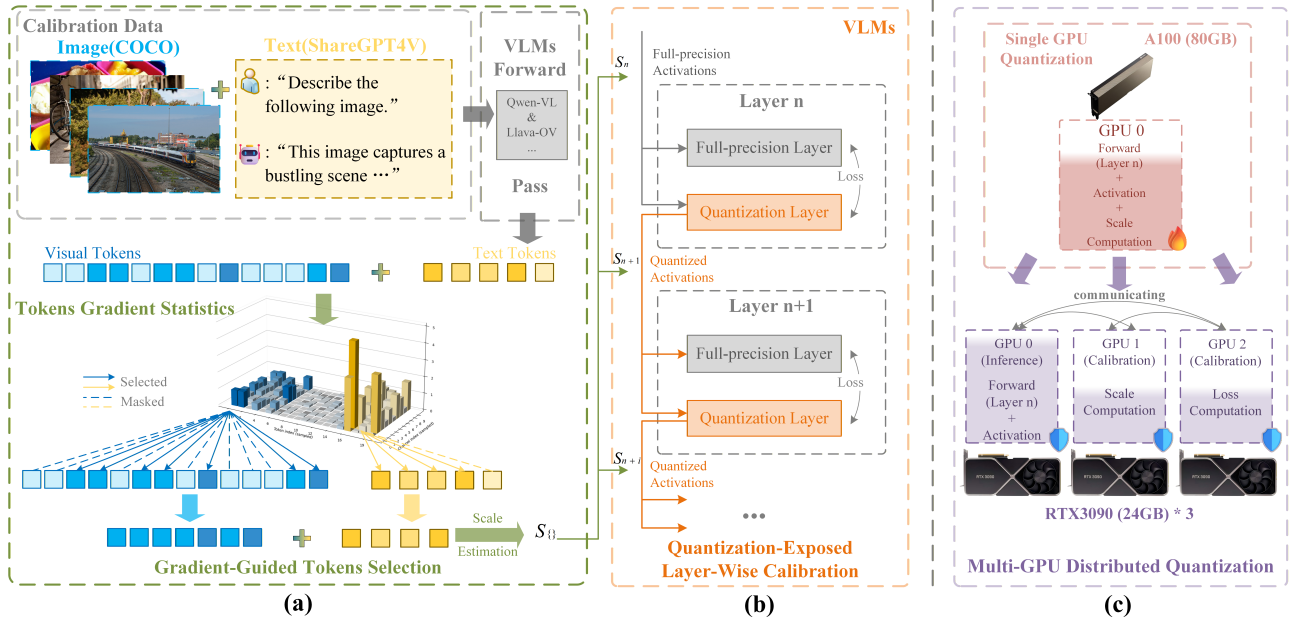 Calibration Data
Image(COCO)
Text(ShareGPT4V)
: “Describe the
following image.”
: “This image captures a
bustling scene ···”
VLMs
Forward
Qwen-VL
&
Llava-OV
...
Pass
Visual Tokens
Text Tokens
Tokens Gradient Statistics
Selected
Masked
Scale
Estimation
S{}
Gradient-Guided Tokens Selection
(a)
VLMs
Sn
Full-precision
Activations
Layer n
Full-precision Layer
Loss
Quantization Layer
Sn+1
Quantized
Activations
Layer n+1
Full-precision Layer
Loss
Quantization Layer
Sn+i
Quantized
Activations
...
Quantization-Exposed
Layer-Wise Calibration
(b)
Single GPU
Quantization
A100 (80GB)
GPU 0
Forward
(Layer n)
+
Activation
+
Scale
Computation
communicating
GPU 0
(Inference)
Forward
(Layer n)
+
Activation
GPU 1
(Calibration)
Scale
Computation
GPU 2
(Calibration)
Loss
Computation
RTX3090 (24GB) * 3
Multi-GPU Distributed Quantization
(c)